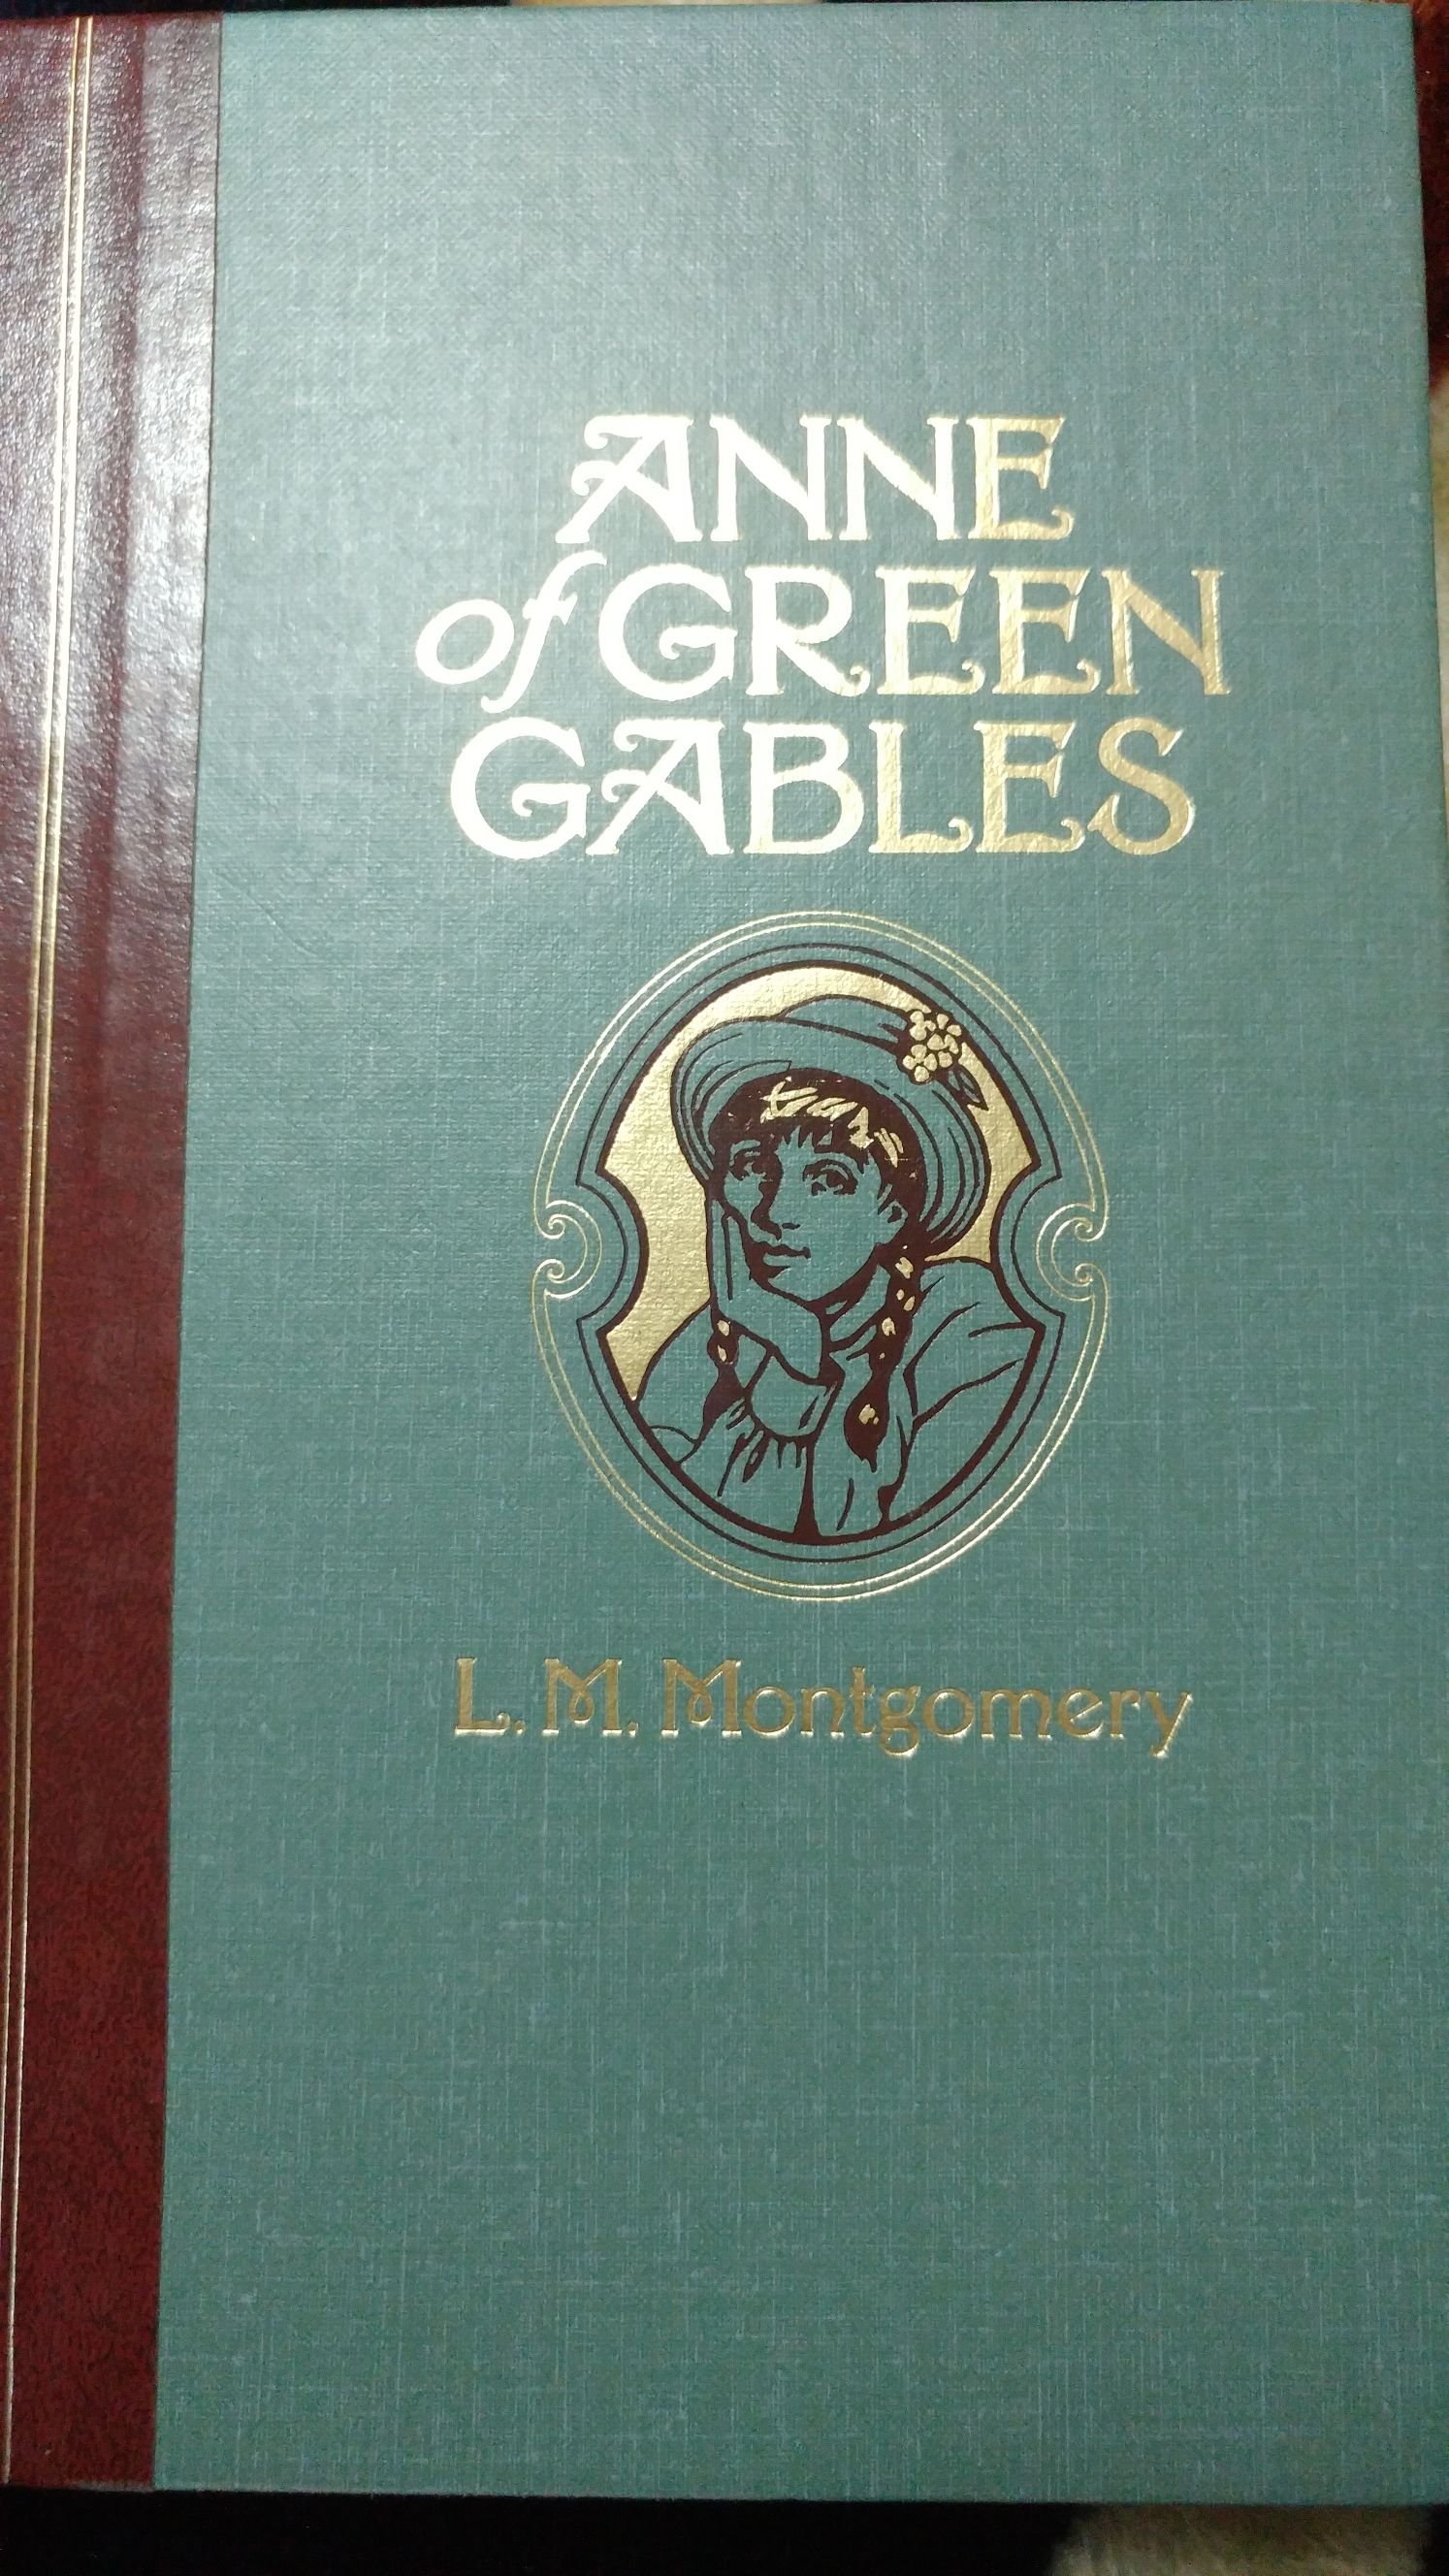 ANNE
of GREEN
GABLES
L. M. Montgomery